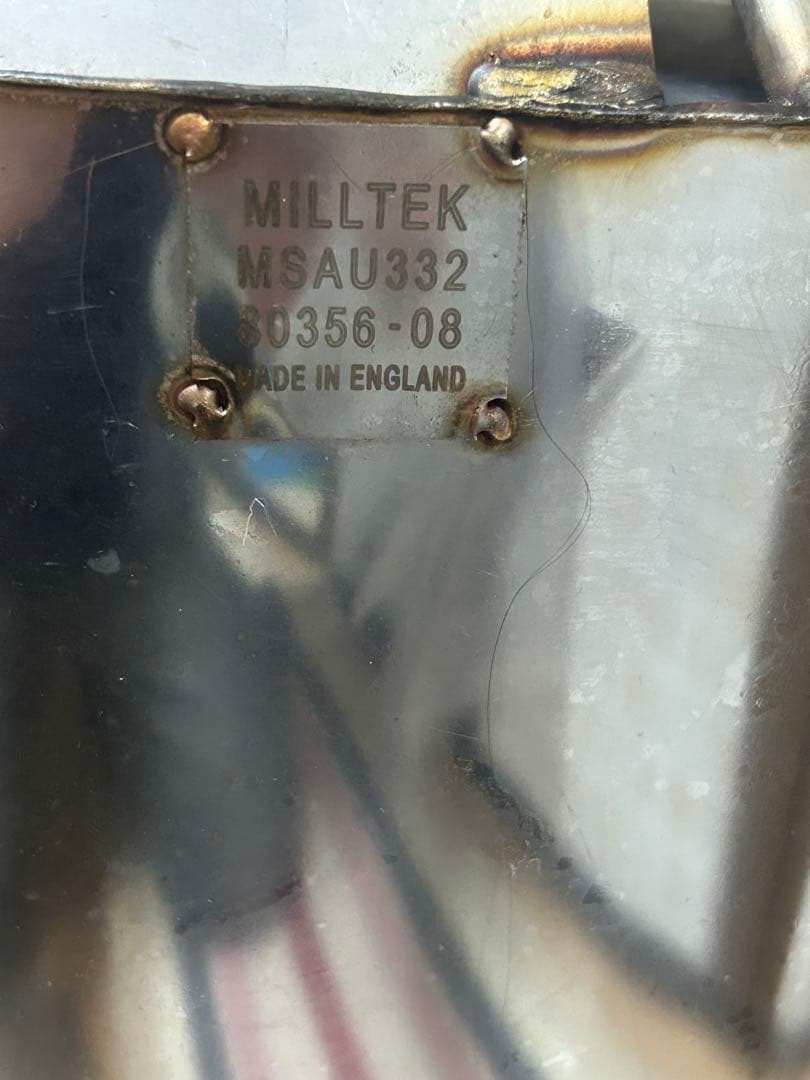 MILLTEK
MSAU332
80356-08
MADE IN ENGLAND